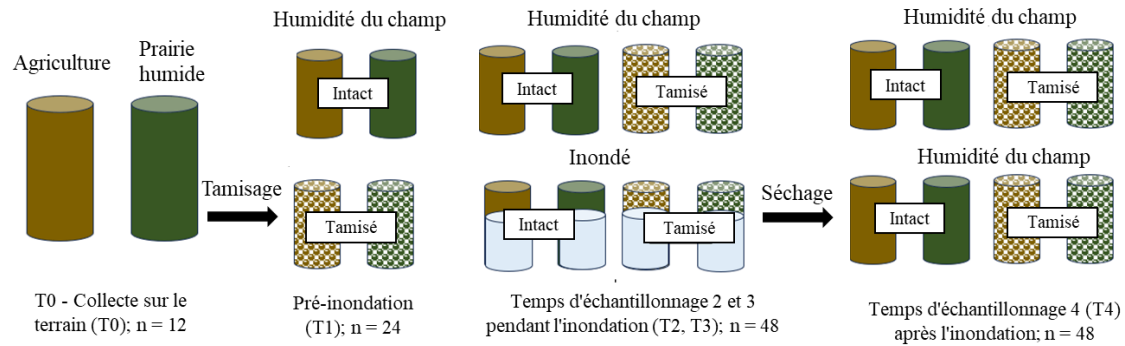 Agriculture
Prairie
humide
T0 - Collecte sur le
terrain (T0); n = 12
Tamisage
Humidité du champ
Intact
Tamisé
Pré-inondation
(T1); n = 24
Humidité du champ
Intact
Tamisé
Inondé
Intact
Tamisé
Temps d'échantillonnage 2 et 3
pendant l'inondation (T2, T3); n = 48
Séchage
Humidité du champ
Intact
Tamisé
Humidité du champ
Intact
Tamisé
Temps d'échantillonnage 4 (T4)
après l'inondation; n = 48